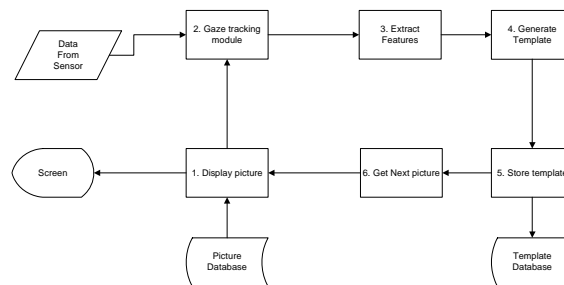 Data
From
Sensor
2. Gaze tracking
module
3. Extract
Features
4. Generate
Template
Screen
1. Display picture
6. Get Next picture
5. Store template
Picture
Database
Template
Database